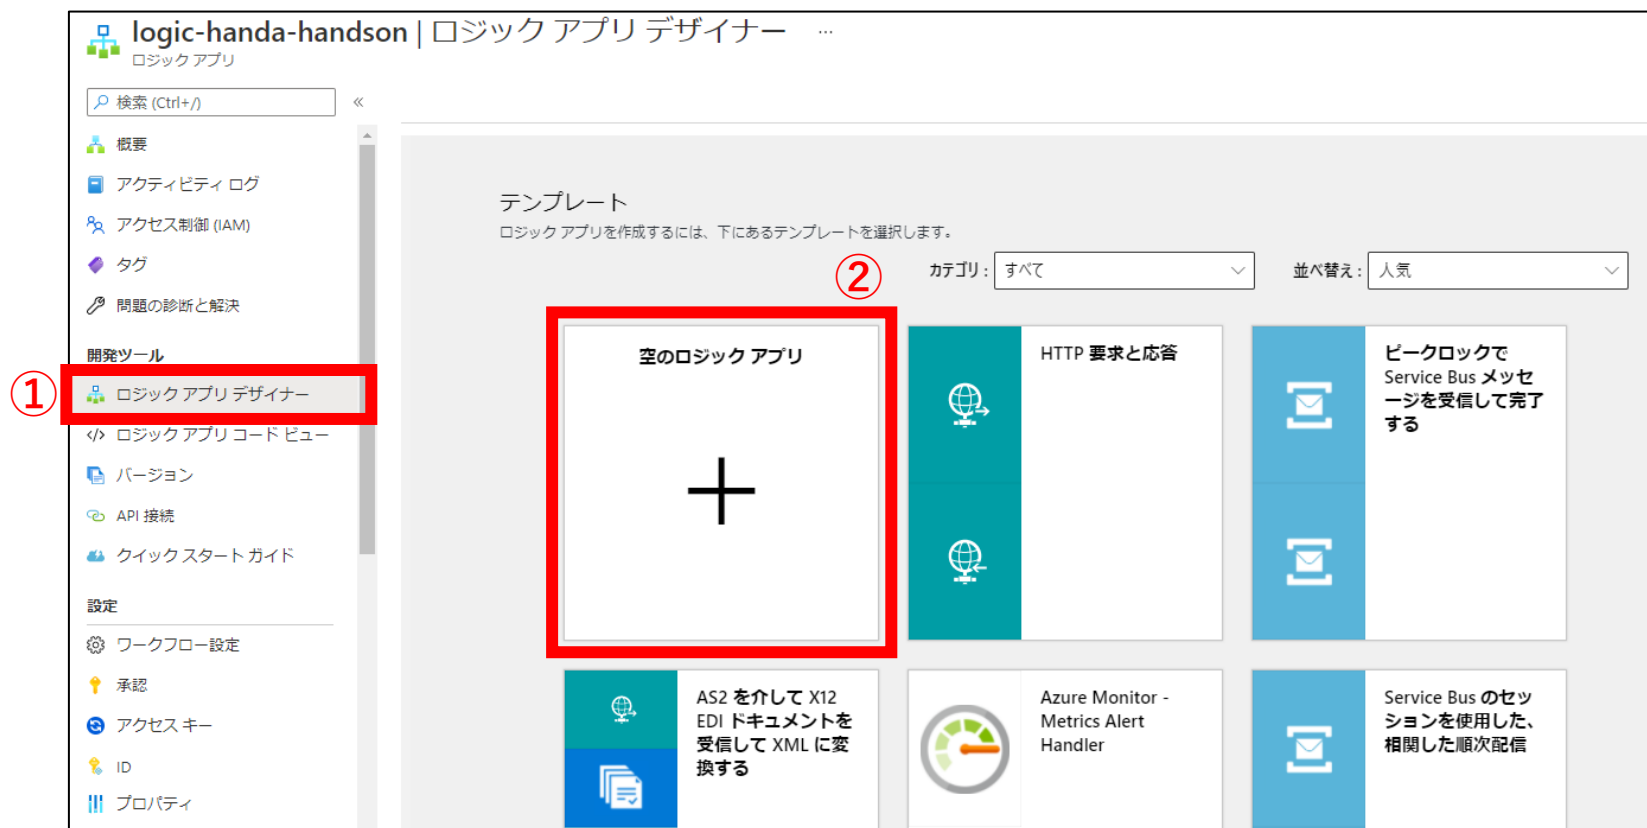 logic-handa-handson | ロジック アプリ デザイナー …
ロジック アプリ
検索 (Ctrl+/)
«
概要
アクティビティ ログ
アクセス制御 (IAM)
タグ
問題の診断と解決
開発ツール
①
ロジック アプリ デザイナー
ロジック アプリ コード ビュー
バージョン
API 接続
クイック スタート ガイド
設定
ワークフロー設定
承認
アクセス キー
ID
プロパティ
テンプレート
ロジック アプリを作成するには、下にあるテンプレートを選択します。
②
カテゴリ : すべて
並べ替え : 人気
空のロジック アプリ
HTTP 要求と応答
ピークロックで
Service Bus メッセ
ージを受信して完了
する
AS2 を介して X12
EDI ドキュメントを
受信して XML に変
換する
Azure Monitor -
Metrics Alert
Handler
Service Bus のセッ
ションを使用した、
相関した順次配信